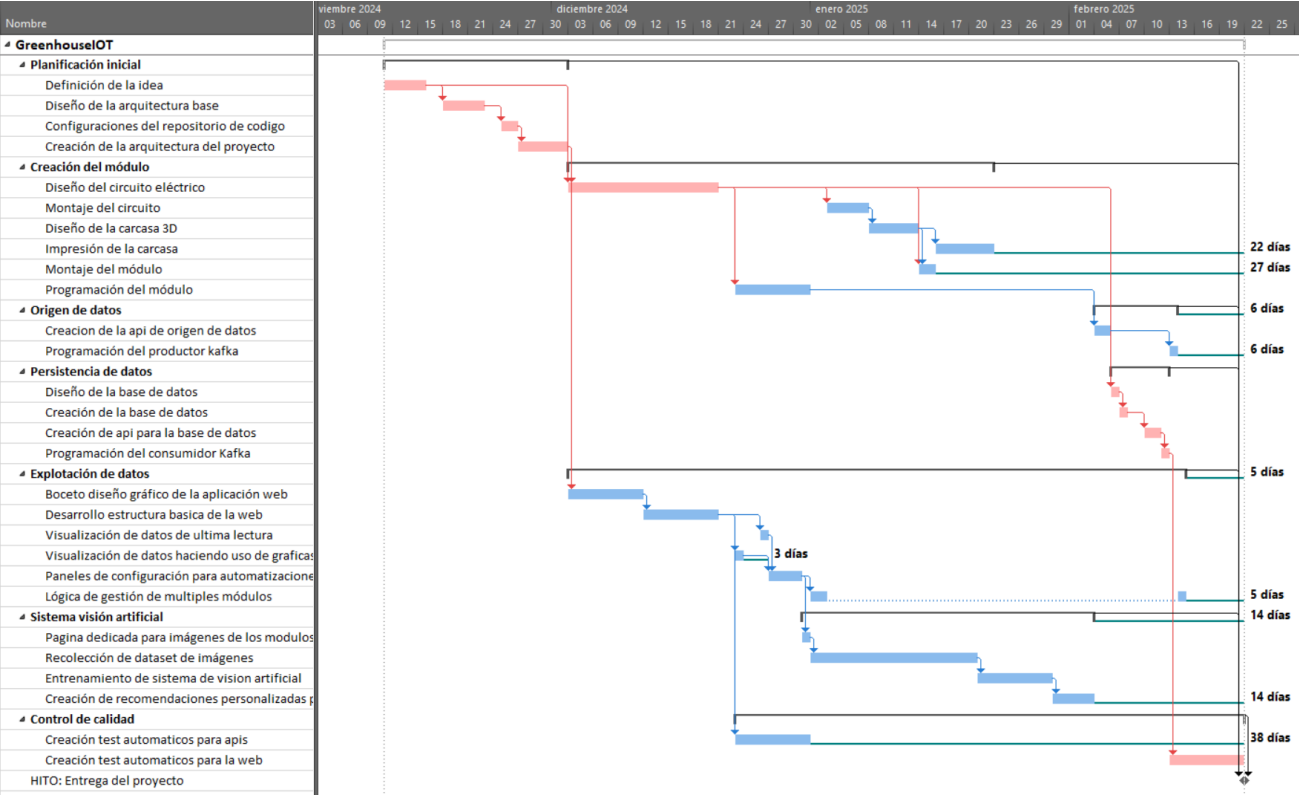 viembre 2024 diciembre 2024 enero 2025 febrero 2025
Nombre 03 06 09 12 15 18 21 24 27 30 03 06 09 12 15 18 21 24 27 30 02 05 08 11 14 17 20 23 26 29 01 04 07 10 13 16 19 22 25
GreenhouseIOT
Planificación inicial
Definición de la idea
Diseño de la arquitectura base
Configuraciones del repositorio de codigo
Creación de la arquitectura del proyecto
Creación del módulo
Diseño del circuito eléctrico
Montaje del circuito
Diseño de la carcasa 3D
Impresión de la carcasa 22 días
Montaje del módulo 27 días
Programación del módulo
Origen de datos 6 días
Creacion de la api de origen de datos
Programación del productor kafka 6 días
Persistencia de datos
Diseño de la base de datos
Creación de la base de datos
Creación de api para la base de datos
Programación del consumidor Kafka
Explotación de datos 5 días
Boceto diseño gráfico de la aplicación web
Desarrollo estructura basica de la web
Visualización de datos de ultima lectura
Visualización de datos haciendo uso de graficas 3 días
Paneles de configuración para automatizacione
Lógica de gestión de multiples módulos 5 días
Sistema visión artificial 14 días
Pagina dedicada para imágenes de los modulos
Recolección de dataset de imágenes
Entrenamiento de sistema de vision artificial
Creación de recomendaciones personalizadas p 14 días
Control de calidad
Creación test automaticos para apis 38 días
Creación test automaticos para la web
HITO: Entrega del proyecto